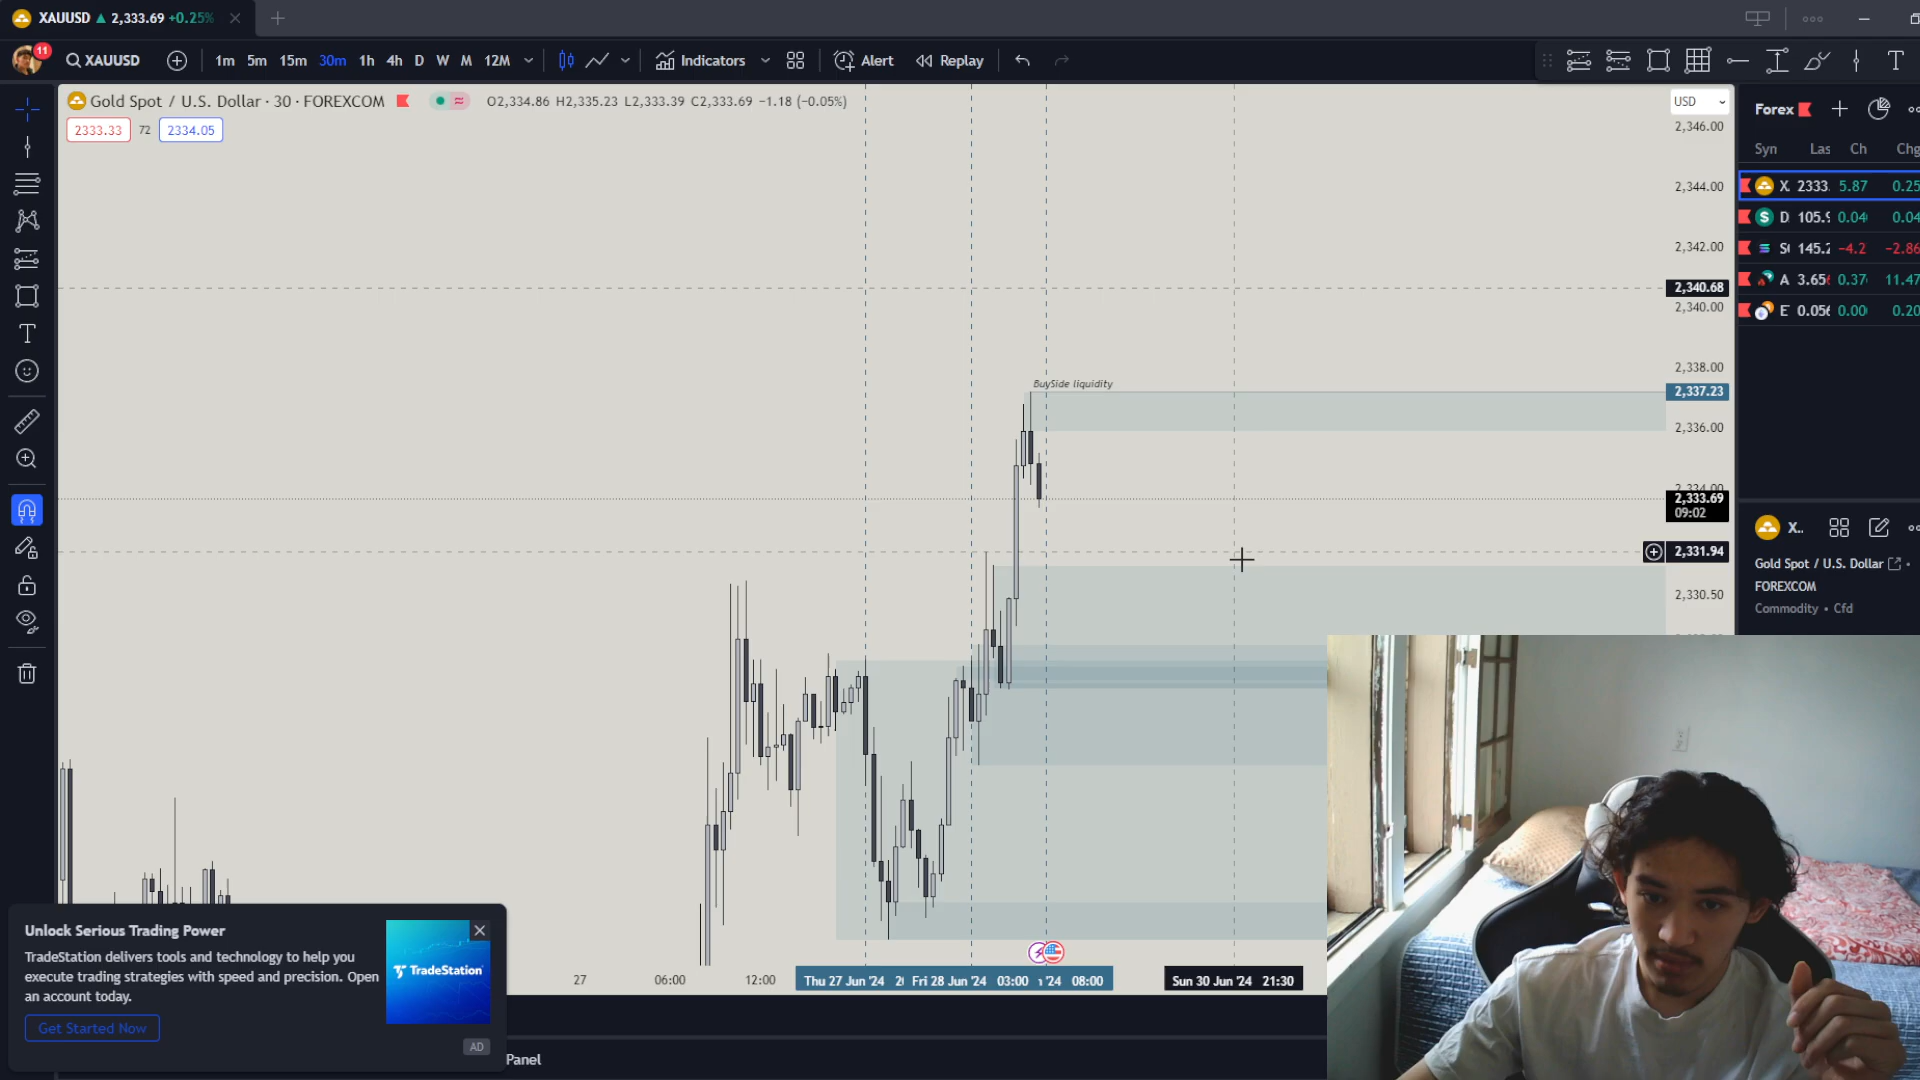 XAUUSD ▲ 2,333.69 +0.25%
11
XAUUSD
1m 5m 15m 30m 1h 4h D W M 12M
Indicators
Alert
Replay
T
Gold Spot / U.S. Dollar · 30 · FOREXCOM
O2,334.86 H2,335.23 L2,333.39 C2,333.69 −1.18 (−0.05%)
2333.33 72 2334.05
USD
2,346.00
2,344.00
2,342.00
2,340.68
2,340.00
2,338.00
BuySide liquidity
2,337.23
2,336.00
2,334.00
2,333.69
09:02
2,331.94
2,330.50
Forex
Syn Las Ch Chg
X. 2333. 5.87 0.25
D 105.9 0.04 0.04
145.2 −4.2 −2.86
A 3.65 0.37 11.47
E 0.056 0.00 0.20
X..
Gold Spot / U.S. Dollar
FOREXCOM
Commodity • Cfd
27 06:00 12:00 Thu 27 Jun '24 Fri 28 Jun '24 03:00 '24 08:00 Sun 30 Jun '24 21:30
Unlock Serious Trading Power
TradeStation delivers tools and technology to help you
execute trading strategies with speed and precision. Open
an account today.
TradeStation
Get Started Now
AD
Panel